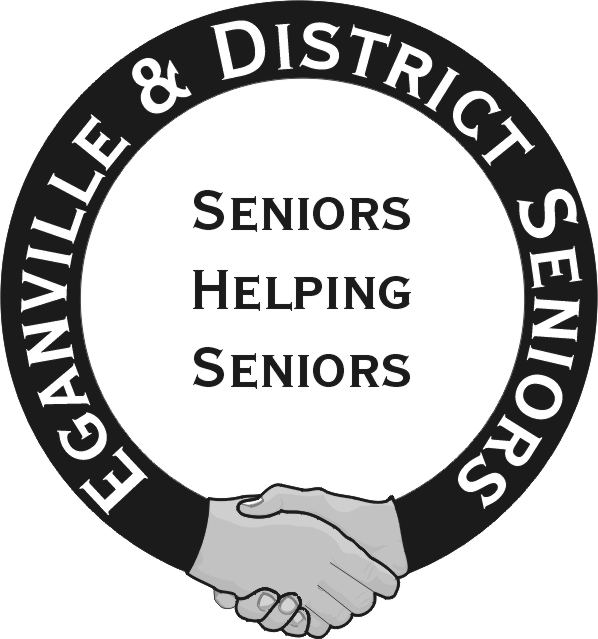 EGANVILLE & DISTRICT SENIORS
SENIORS
HELPING
SENIORS